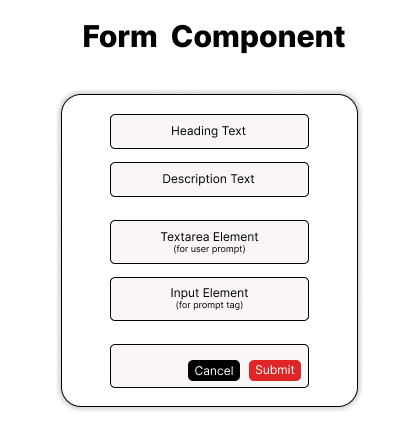 Form Component
Heading Text
Description Text
Textarea Element
(for user prompt)
Input Element
(for prompt tag)
Cancel Submit